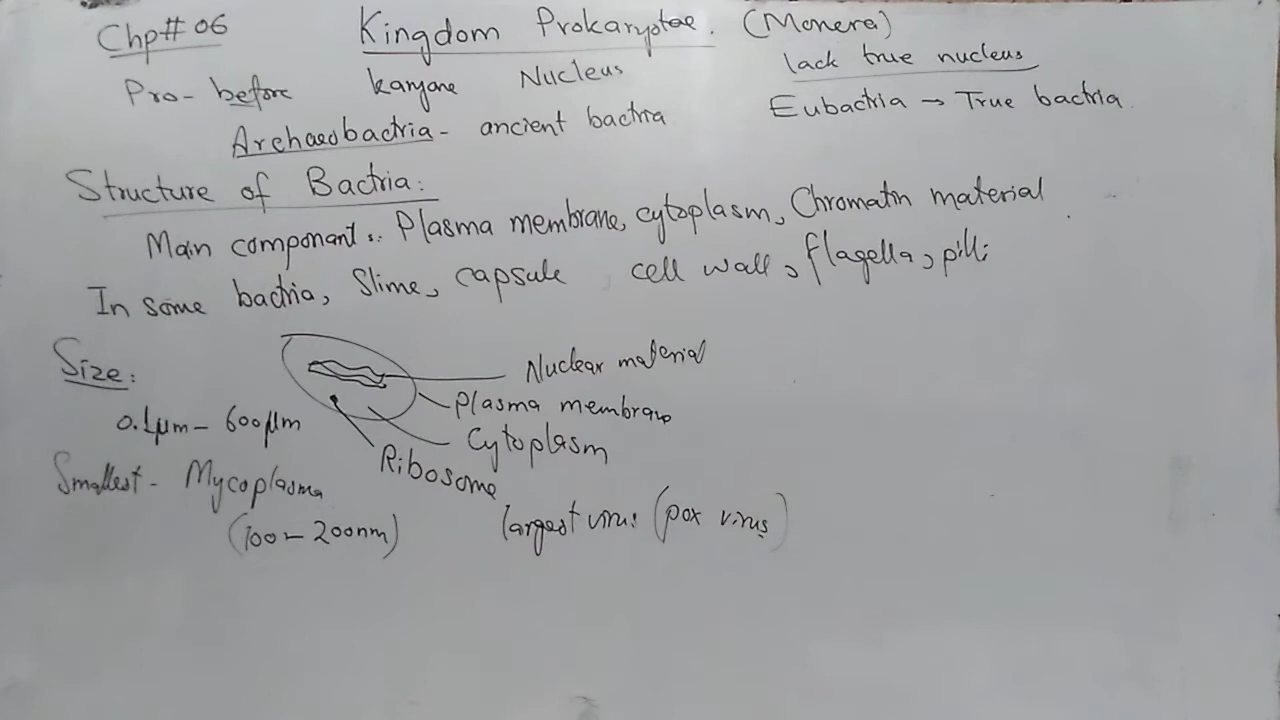 Chp# 06 Kingdom Prokaryotae. (Monera)
Pro- before karyone Nucleus lack true nucleus
Archaeobactria - ancient bactria Eubactria → True bactria
Structure of Bactria:
Main componant:. Plasma membrane, cytoplasm, Chromatin material
In some bactria, Slime, capsule cell wall, flagella, pilli
Size:
Nuclear material
Plasma membrane
0.1μm - 600μm
Cytoplasm
Ribosome
Smallest - Mycoplasma
(100 - 200nm) largest virus (pox virus)